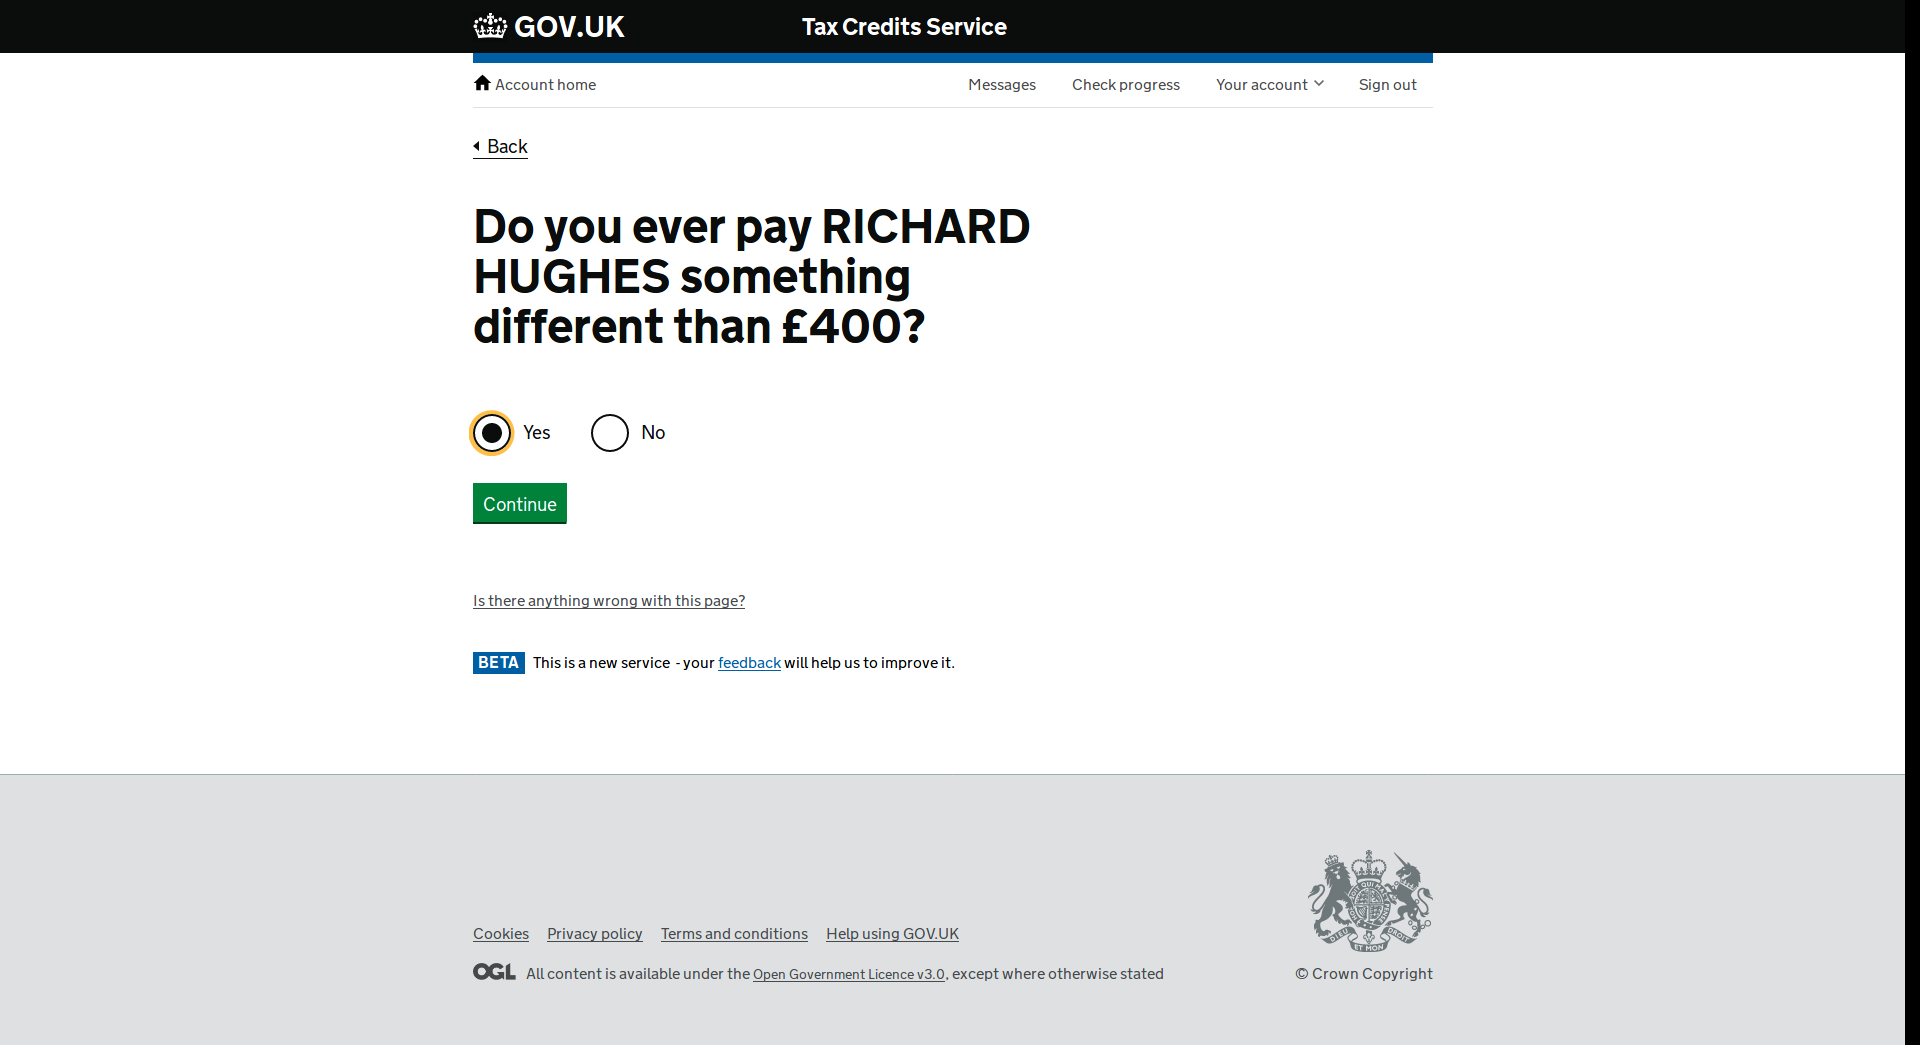 GOV.UK
Tax Credits Service
Account home
Messages
Check progress
Your account
Sign out
Back
Do you ever pay RICHARD
HUGHES something
different than £400?
Yes
No
Continue
Is there anything wrong with this page?
BETA This is a new service - your feedback will help us to improve it.
Cookies
Privacy policy
Terms and conditions
Help using GOV.UK
OGL All content is available under the Open Government Licence v3.0, except where otherwise stated
© Crown Copyright